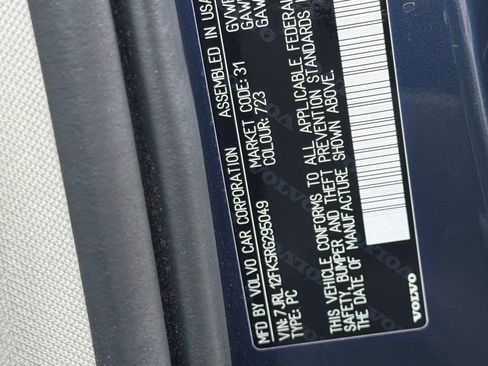 MFD BY VOLVO CAR CORPORATION ASSEMBLED IN USA
VIN: 7JRL12FK5RG295049 MARKET CODE: 31
TYPE: PC COLOUR: 723
THIS VEHICLE CONFORMS TO ALL APPLICABLE FEDERAL
SAFETY, BUMPER AND THEFT PREVENTION STANDARDS
THE DATE OF MANUFACTURE SHOWN ABOVE.
VOLVO